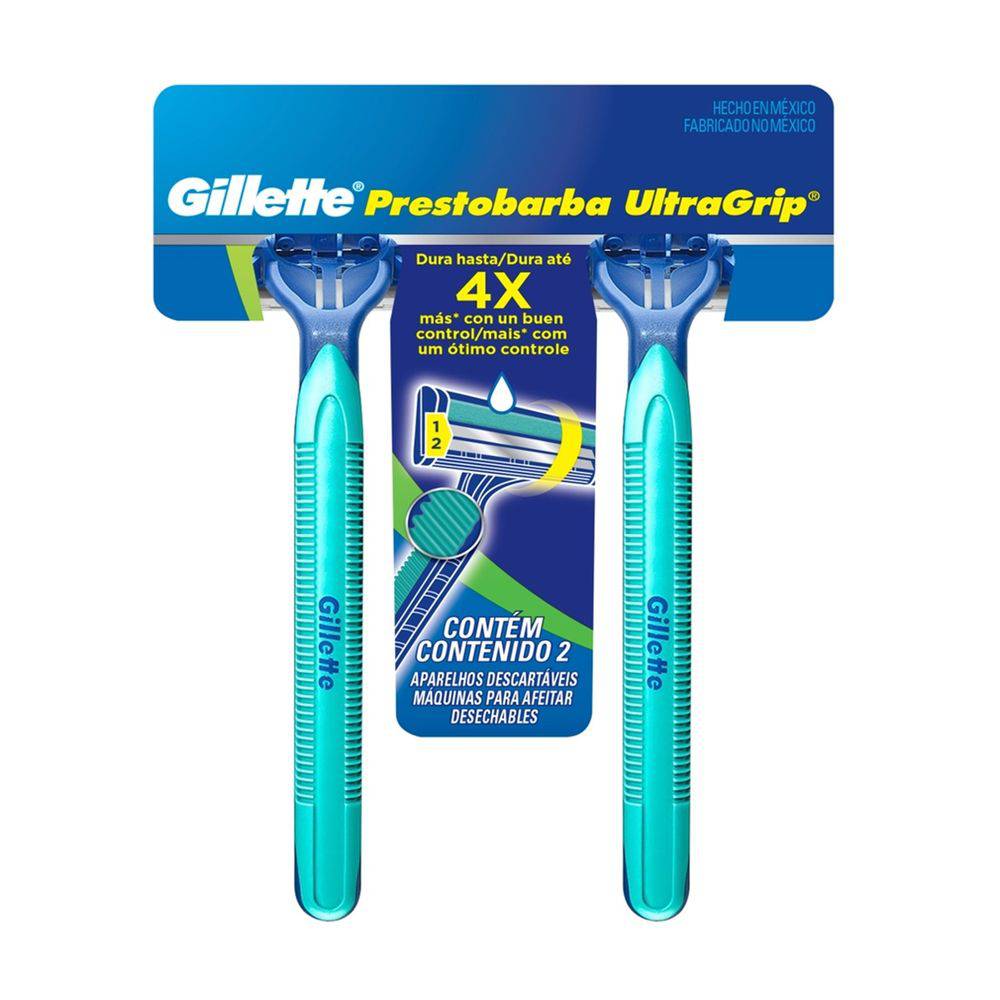 HECHO EN MÉXICO
FABRICADO NO MÉXICO
Gillette® Prestobarba UltraGrip®
Dura hasta/Dura até
4X
más* con un buen
control/mais* com
um ótimo controle
1
2
CONTÉM
CONTENIDO 2
APARELHOS DESCARTÁVEIS
MÁQUINAS PARA AFEITAR
DESECHABLES
Gillette
Gillette